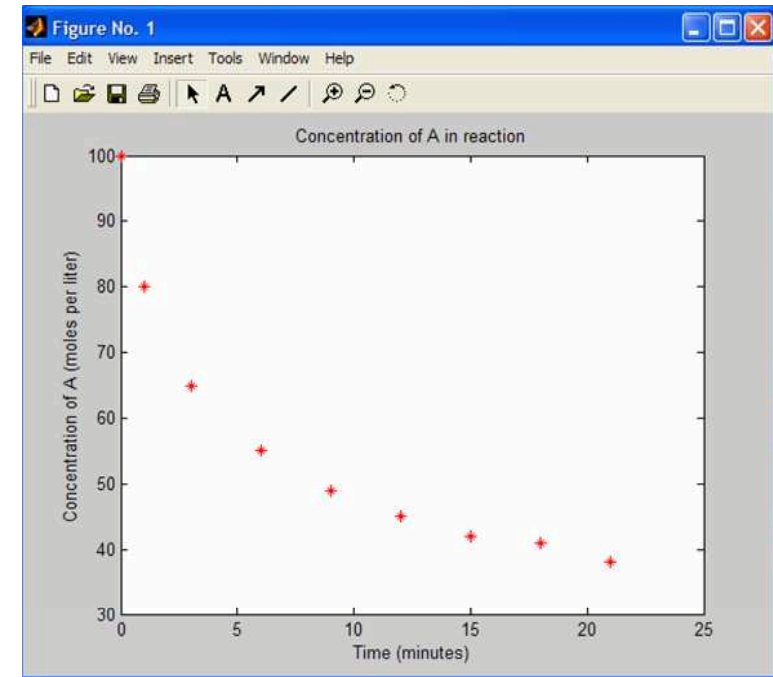 Figure No. 1
File Edit View Insert Tools Window Help
A
Concentration of A in reaction
100
90
80
70
60
50
40
30
Concentration of A (moles per liter)
0 5 10 15 20 25
Time (minutes)